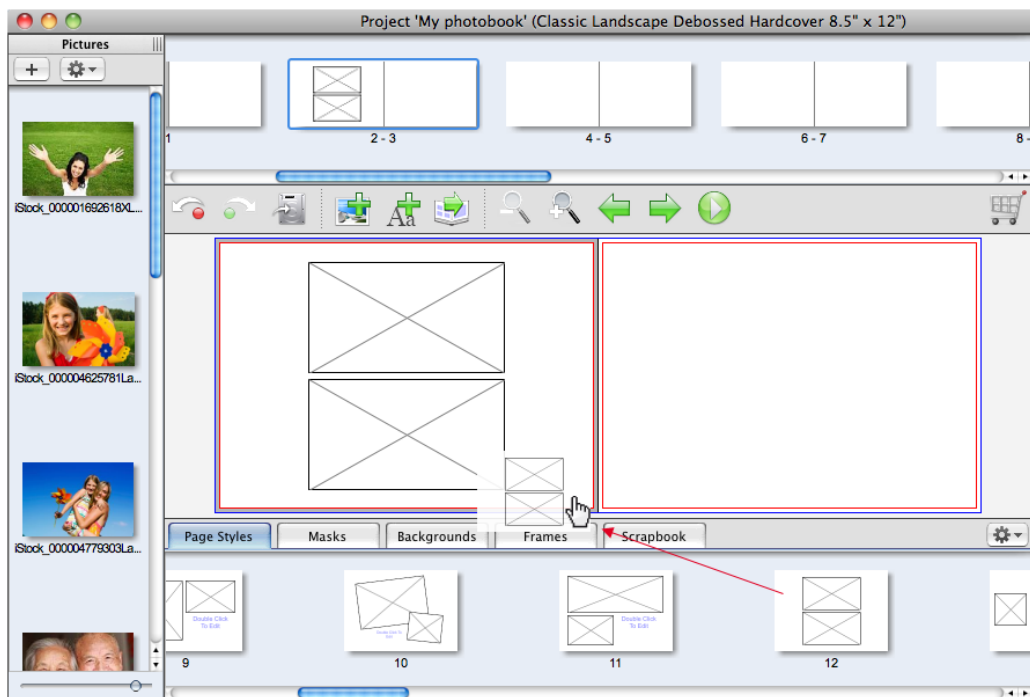 Project 'My photobook' (Classic Landscape Debossed Hardcover 8.5" x 12")
Pictures
1
2 - 3
4 - 5
6 - 7
8 -
iStock_000001692618XL...
Aa
iStock_000004625781La...
iStock_000004779303La...
Page Styles
Masks
Backgrounds
Frames
Scrapbook
Double Click
To Edit
Double Click To
Edit
Double Click
To Edit
9
10
11
12